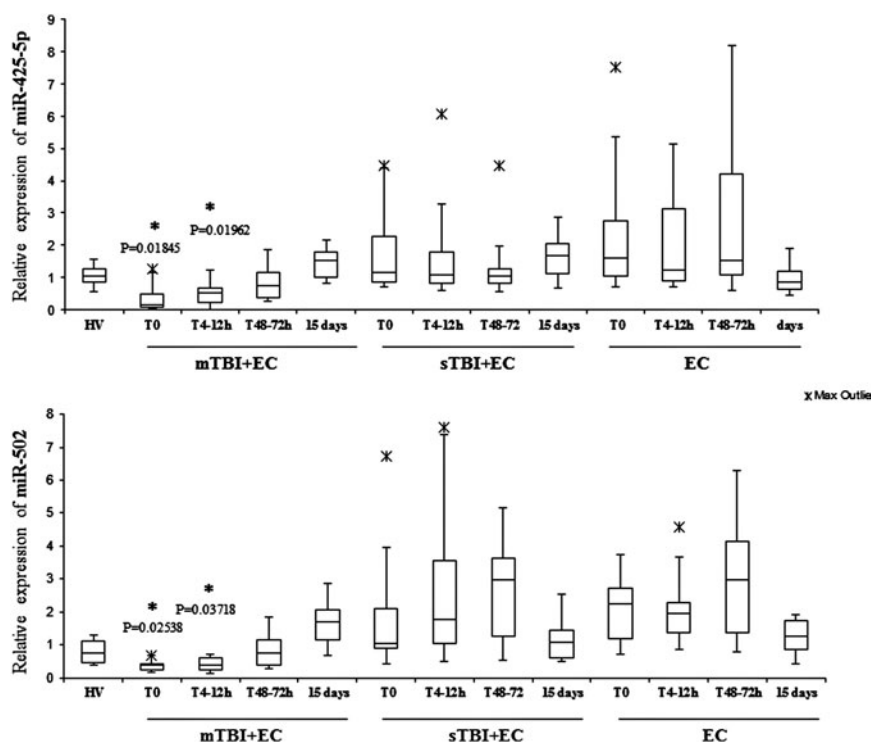 Relative expression of miR-425-5p
9
8
7
6
5
4
3
2
1
0
*
P=0.01845
*
P=0.01962
HV T0 T4-12h T48-72h 15 days T0 T4-12h T48-72 15 days T0 T4-12h T48-72h days
mTBI+EC sTBI+EC EC
Max Outlie
Relative expression of miR-502
8
7
6
5
4
3
2
1
0
*
P=0.02538
*
P=0.03718
HV T0 T4-12h T48-72h 15 days T0 T4-12h T48-72 15 days T0 T4-12h T48-72h 15 days
mTBI+EC sTBI+EC EC